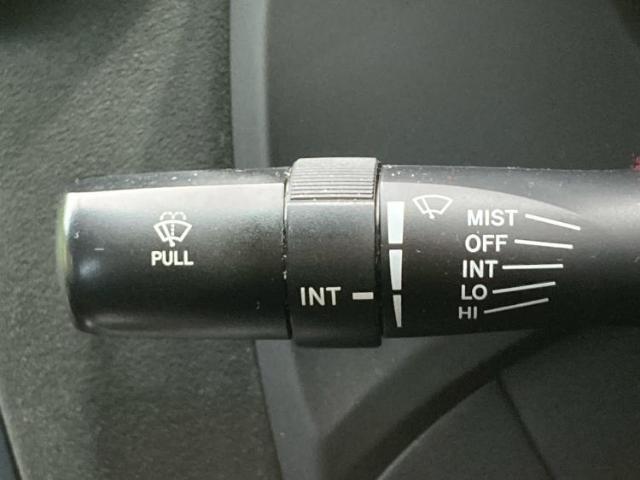 PULL
INT
MIST
OFF
INT
LO
HI